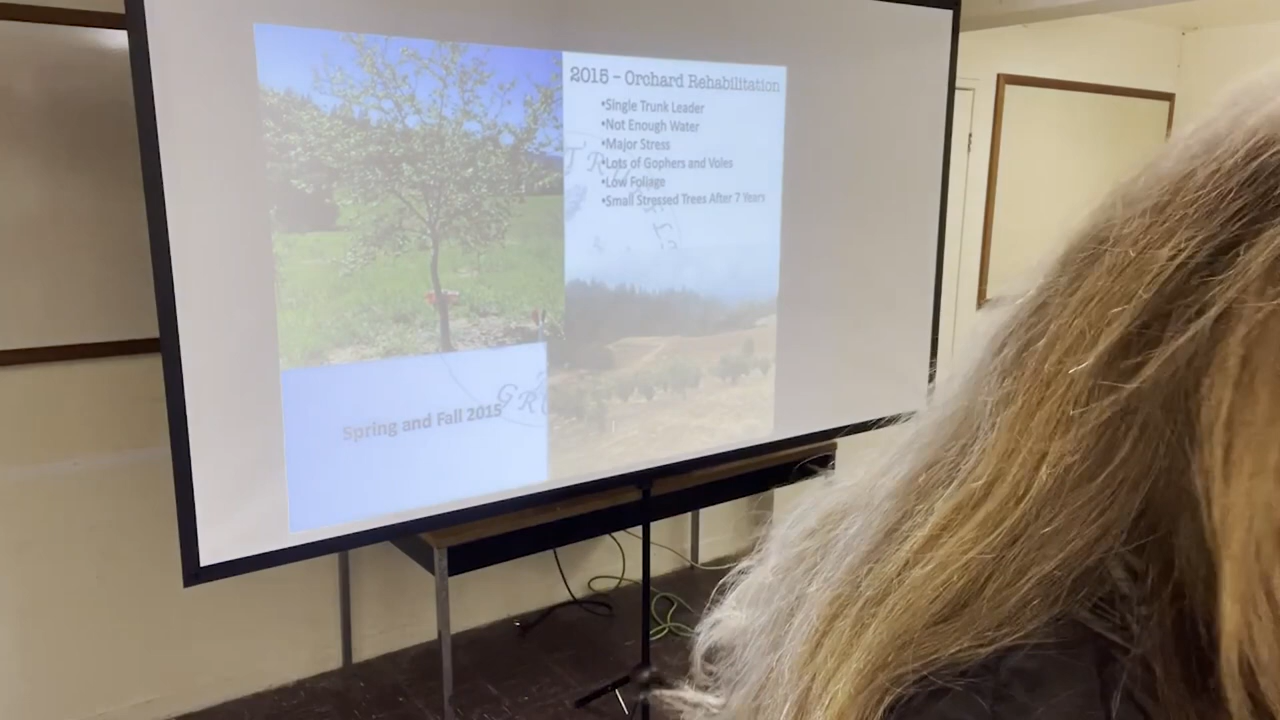 2015 – Orchard Rehabilitation
•Single Trunk Leader
•Not Enough Water
•Major Stress
•Lots of Gophers and Voles
•Low Foliage
•Small Stressed Trees After 7 Years
Spring and Fall 2015